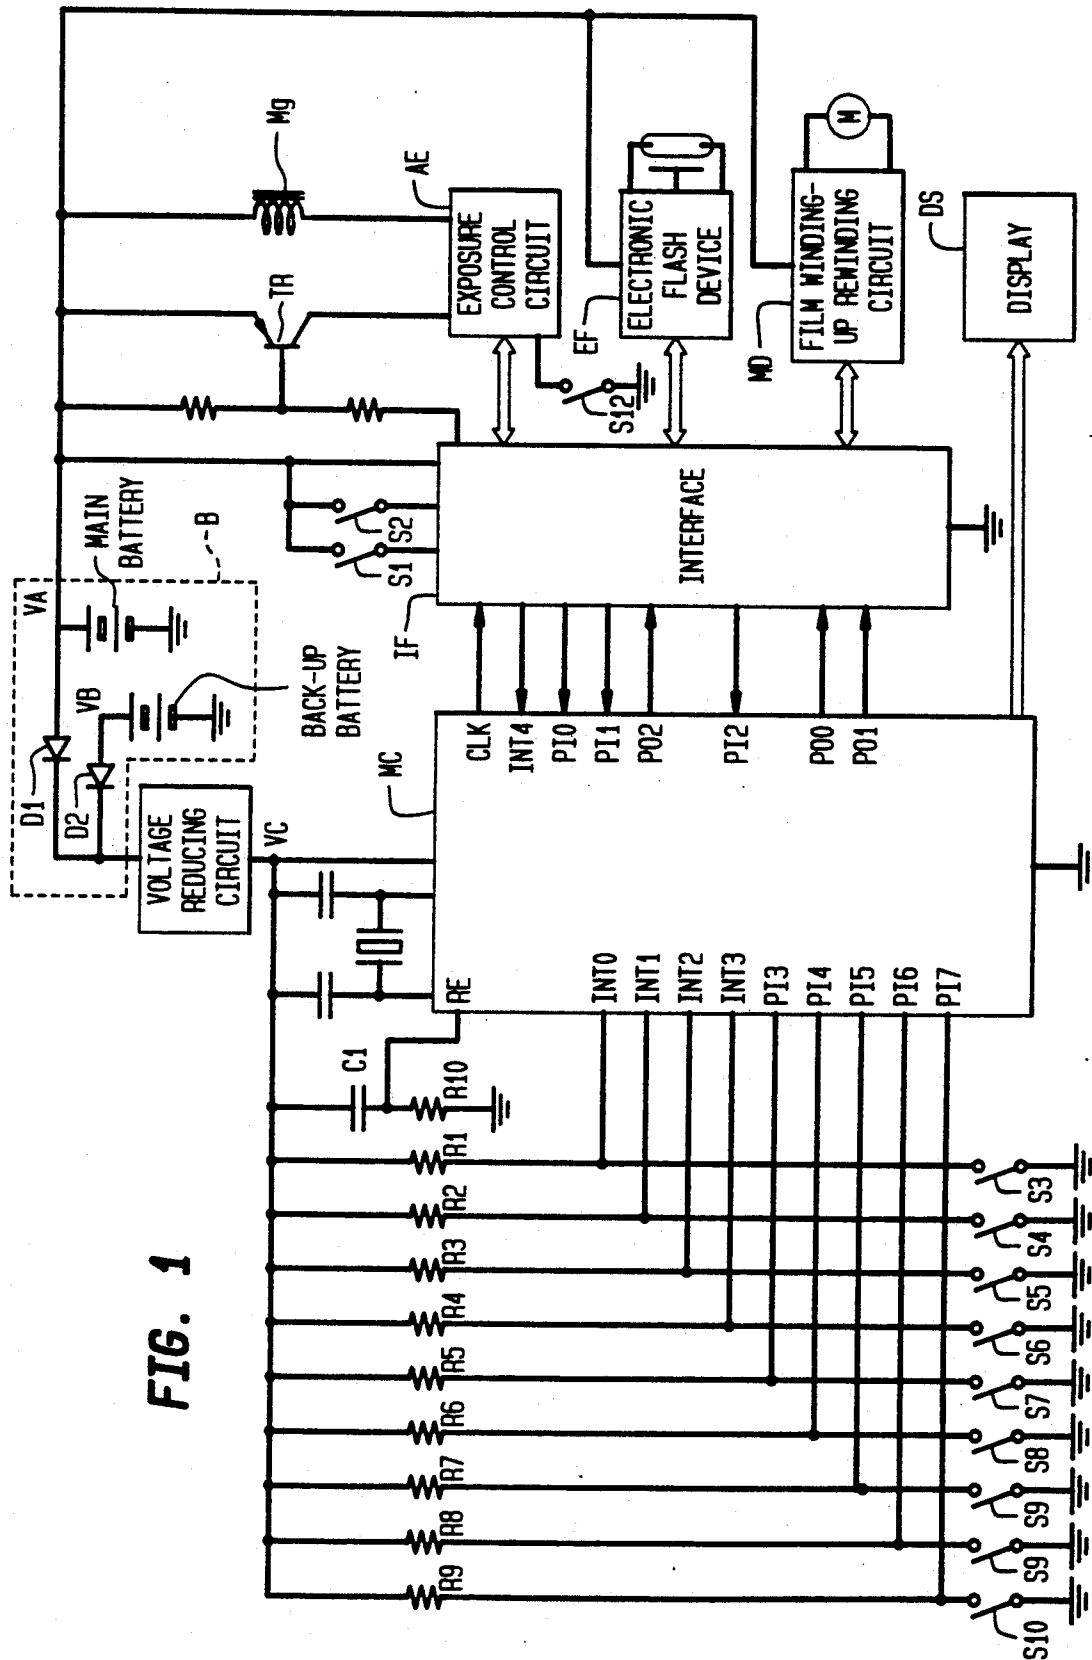 FIG. 1
D1
D2
VA
VB
MAIN
BATTERY
B
BACK-UP
BATTERY
VOLTAGE
REDUCING
CIRCUIT
VC
Mg
TR
AE
EXPOSURE
CONTROL
CIRCUIT
S12
EF
ELECTRONIC
FLASH
DEVICE
MD
FILM WINDING-
UP REWINDING
CIRCUIT
M
DS
DISPLAY
S1
S2
IF
INTERFACE
MC
CLK
INT4
PI0
PI1
PO2
PI2
PO0
PO1
RE
INT0
INT1
INT2
INT3
PI3
PI4
PI5
PI6
PI7
C1
R10
R1
R2
R3
R4
R5
R6
R7
R8
R9
S3
S4
S5
S6
S7
S8
S9
S9
S10